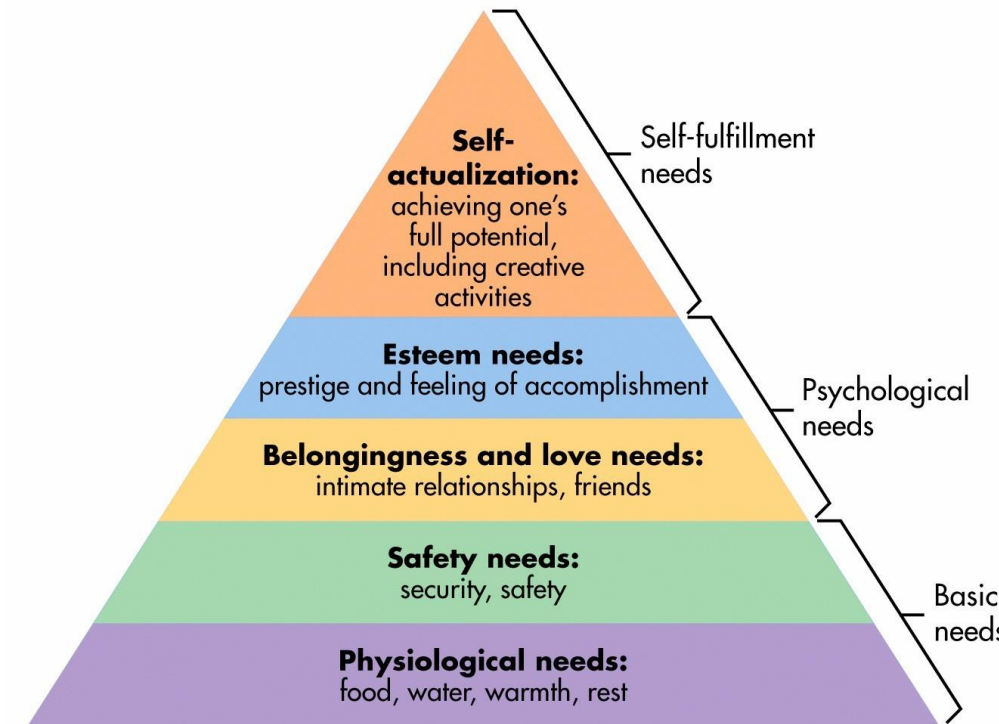 Self-
actualization:
achieving one's
full potential,
including creative
activities
Self-fulfillment
needs
Esteem needs:
prestige and feeling of accomplishment
Psychological
needs
Belongingness and love needs:
intimate relationships, friends
Safety needs:
security, safety
Basic
needs
Physiological needs:
food, water, warmth, rest